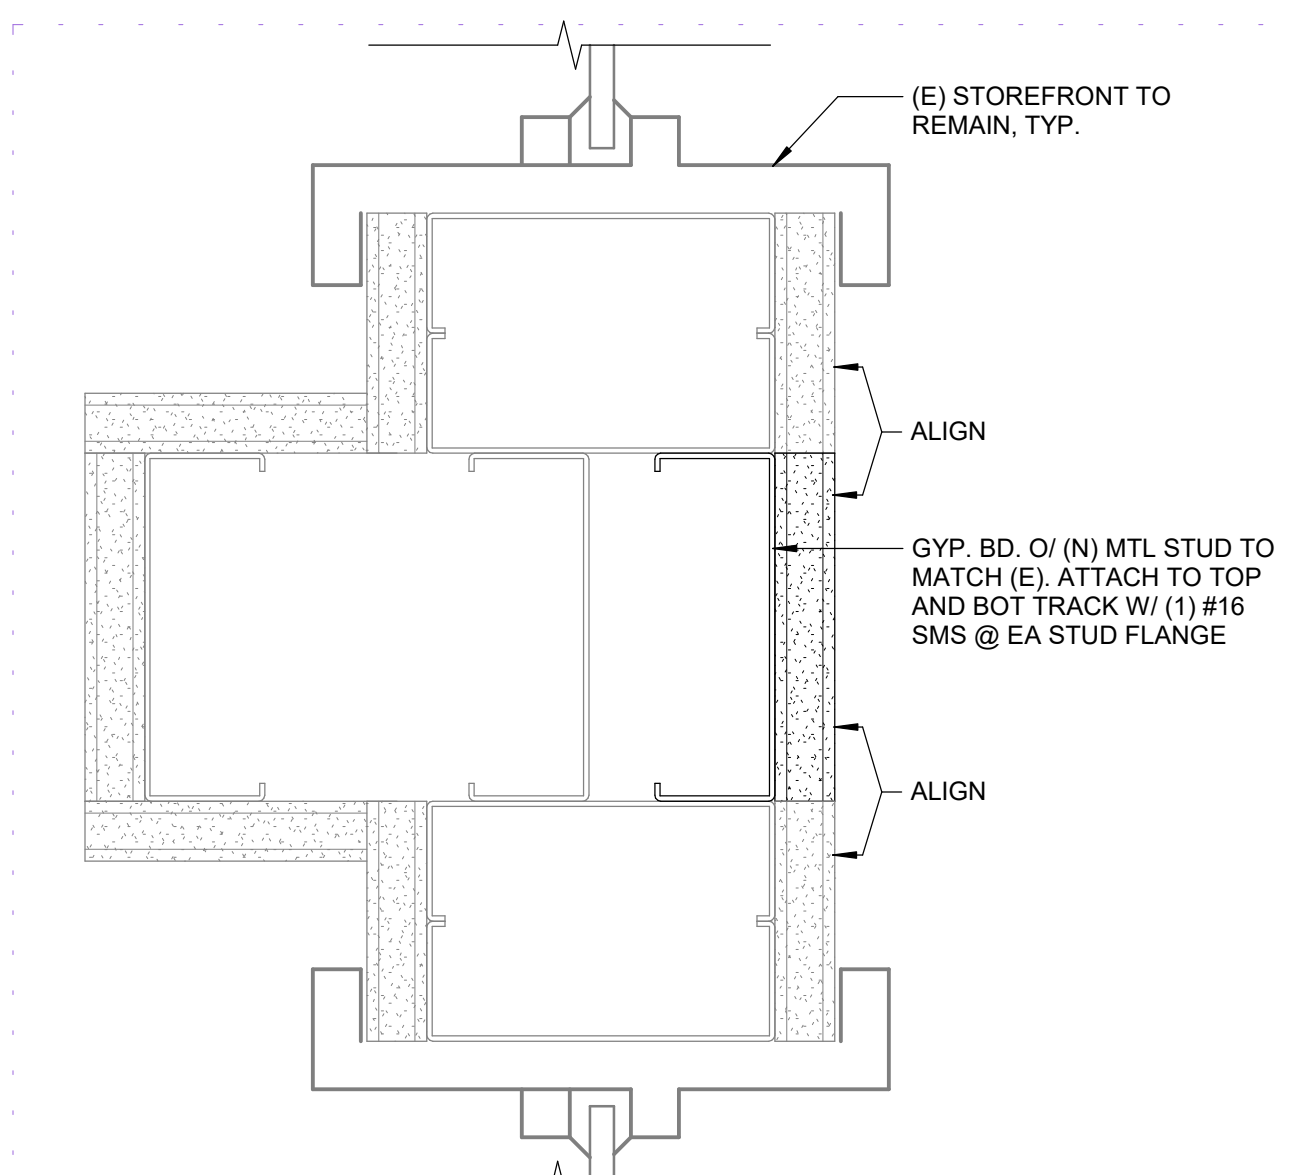 (E) STOREFRONT TO
REMAIN, TYP.
ALIGN
GYP. BD. O/ (N) MTL STUD TO
MATCH (E). ATTACH TO TOP
AND BOT TRACK W/ (1) #16
SMS @ EA STUD FLANGE
ALIGN